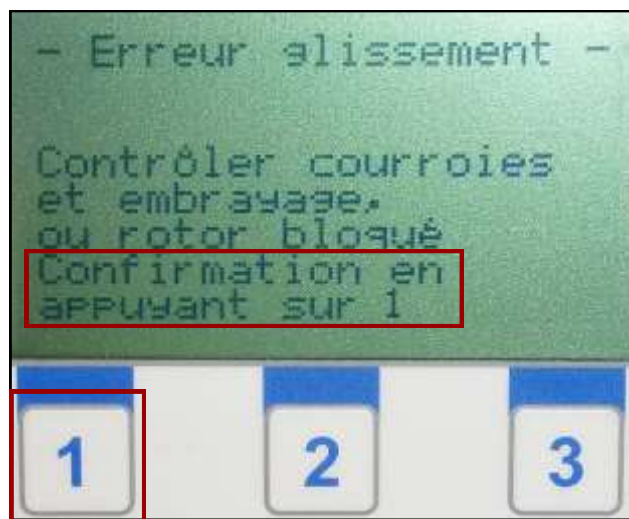 - Erreur glissement -
Contrôler courroies
et embrayage,
ou rotor bloqué
Confirmation en
appuyant sur 1
1 2 3